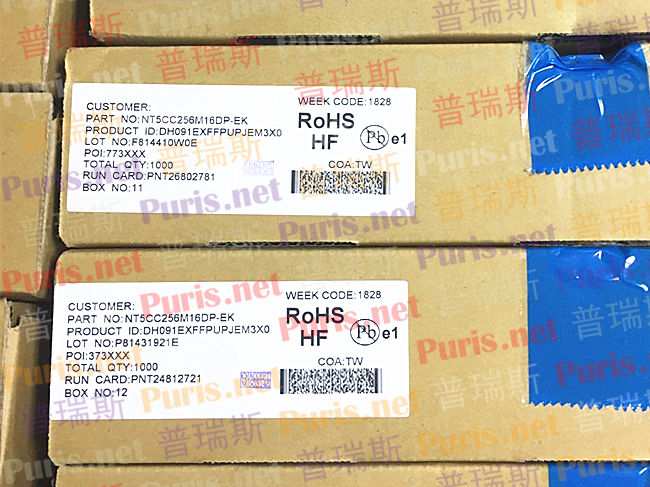 CUSTOMER:
PART NO:NT5CC256M16DP-EK
PRODUCT ID:DH091EXFFPUPJEM3X0
LOT NO:F814410W0E
POI:773XXX
TOTAL QTY:1000
RUN CARD:PNT26802781
BOX NO:11
WEEK CODE:1828
RoHS
HF
Pb e1
COA:TW
CUSTOMER:
PART NO:NT5CC256M16DP-EK
PRODUCT ID:DH091EXFFPUPJEM3X0
LOT NO:P81431921E
POI:373XXX
TOTAL QTY:1000
RUN CARD:PNT24812721
BOX NO:12
WEEK CODE:1828
RoHS
HF
Pb e1
COA:TW
普瑞斯
Puris.net